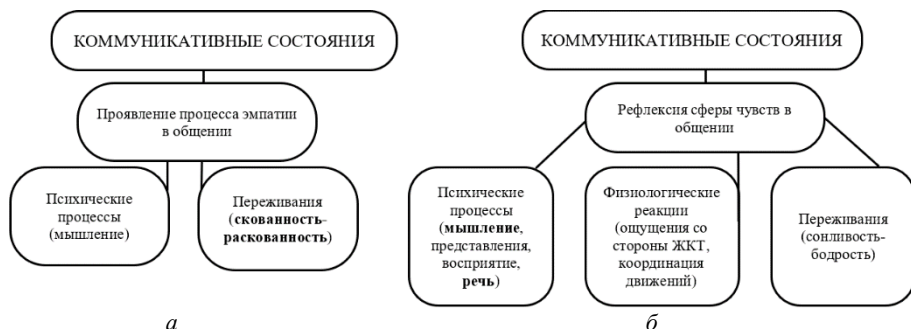 КОММУНИКАТИВНЫЕ СОСТОЯНИЯ
Проявление процесса эмпатии
в общении
Психические
процессы
(мышление)
Переживания
(скованность-
раскованность)
а
КОММУНИКАТИВНЫЕ СОСТОЯНИЯ
Рефлексия сферы чувств в
общении
Психические
процессы
(мышление,
представления,
восприятие,
речь)
Физиологические
реакции
(ощущения со
стороны ЖКТ,
координация
движений)
Переживания
(сонливость-
бодрость)
б